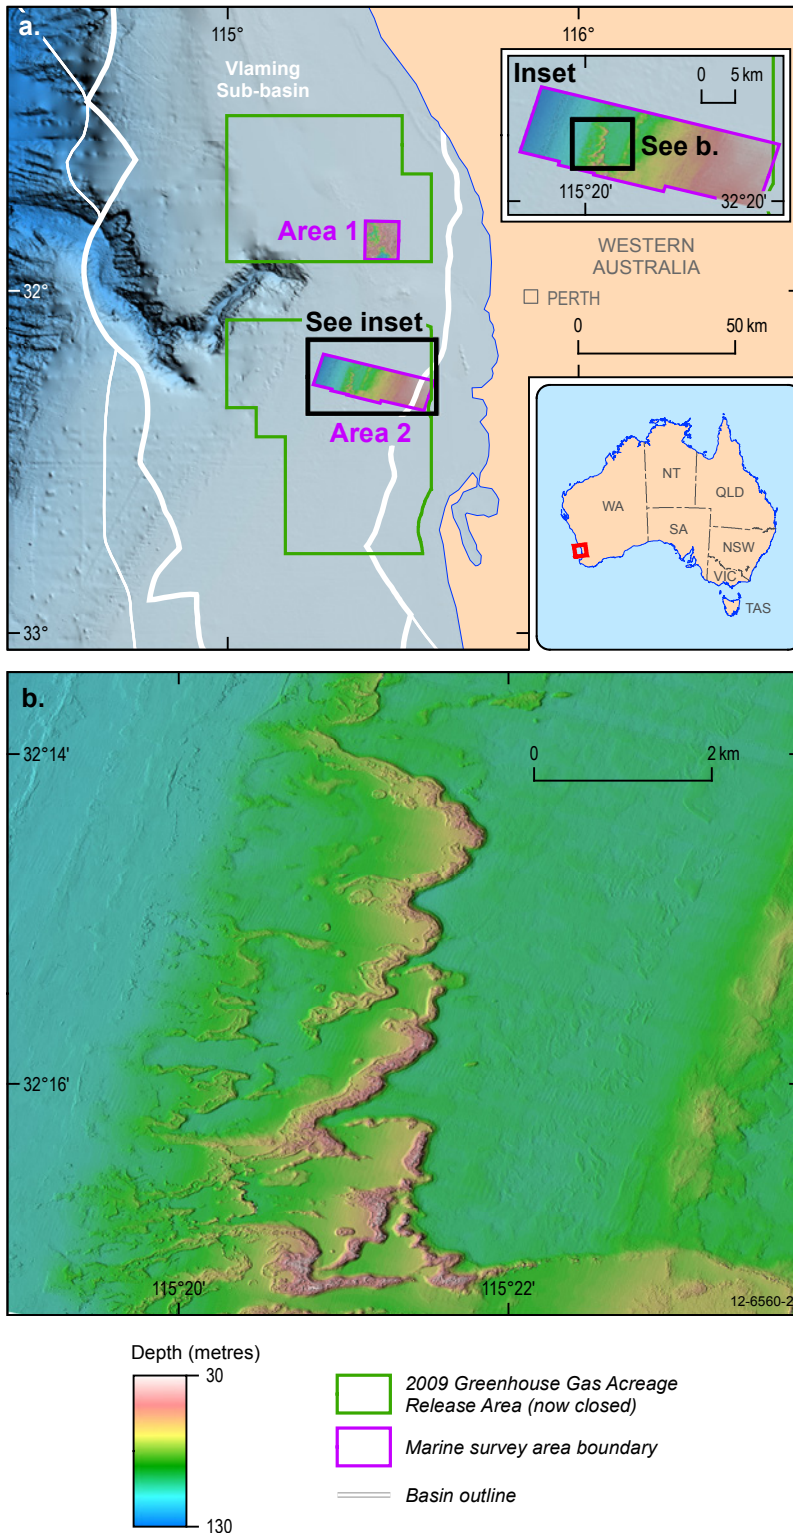 a.
115°
116°
Vlaming
Sub-basin
Inset
0 5 km
See b.
115°20'
32°20'
Area 1
WESTERN
AUSTRALIA
PERTH
32°
0 50 km
See inset
Area 2
NT
QLD
WA
SA
NSW
VIC
TAS
33°
b.
32°14'
0 2 km
32°16'
115°20'
115°22'
12-6560-2
Depth (metres)
30
130
2009 Greenhouse Gas Acreage
Release Area (now closed)
Marine survey area boundary
Basin outline